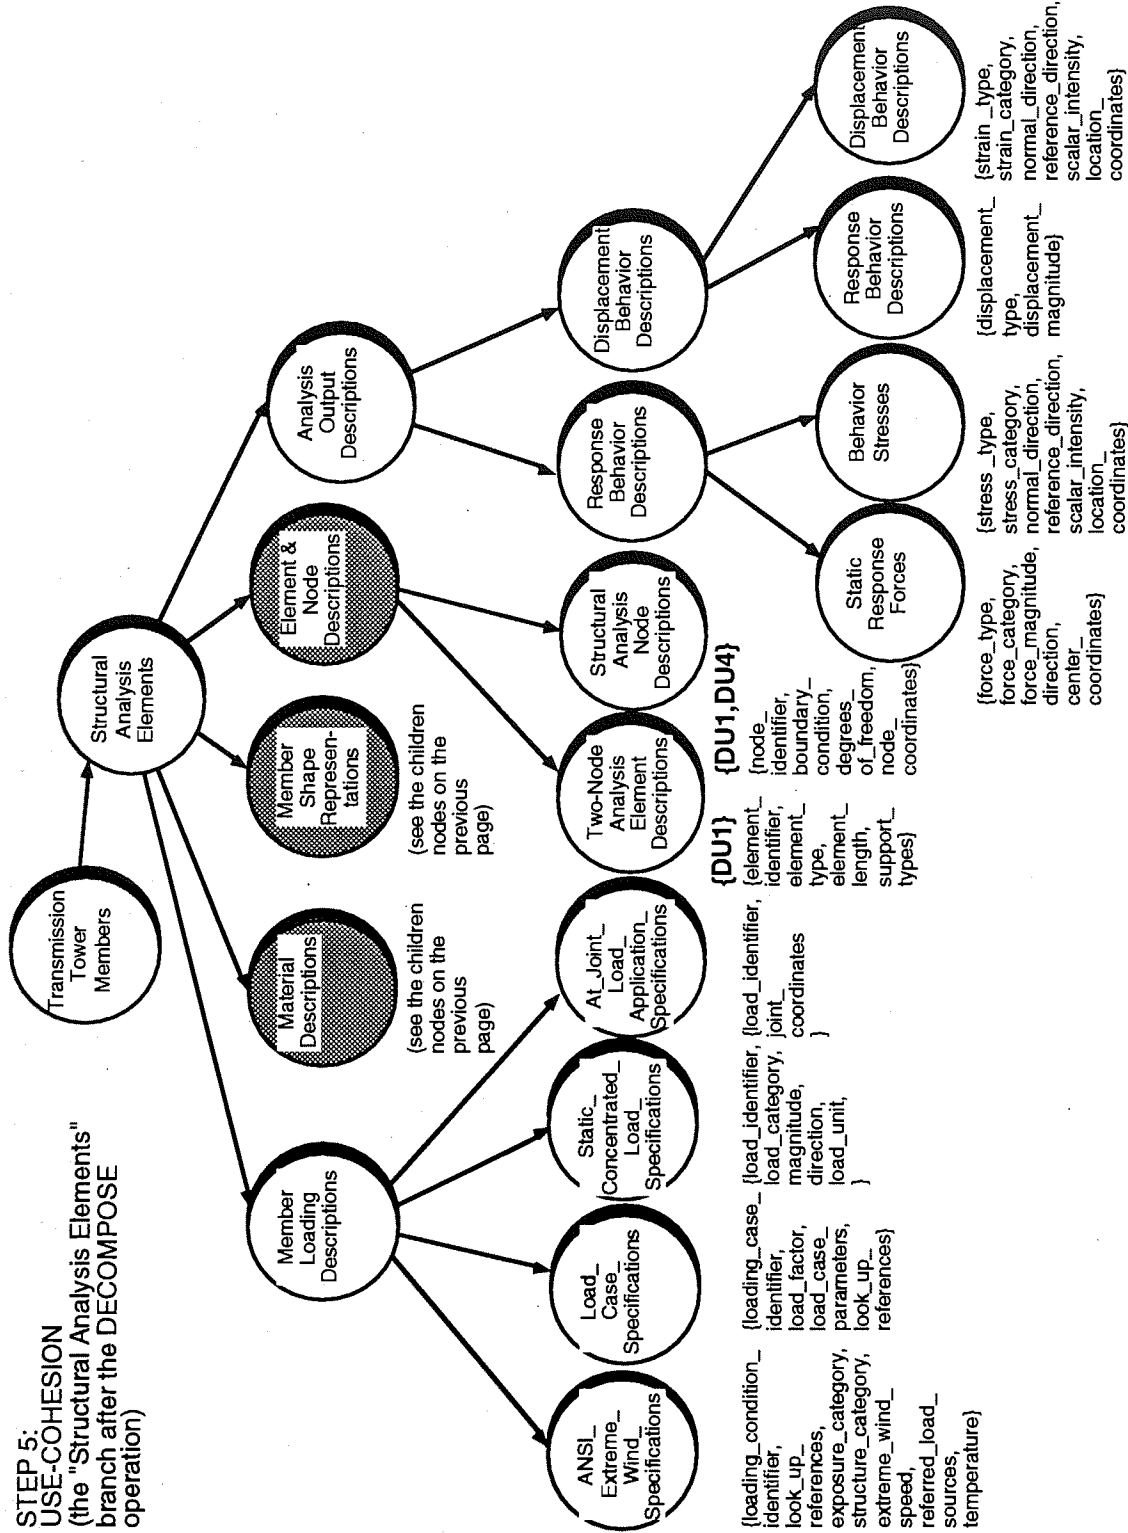 STEP 5:
USE-COHESION
(the "Structural Analysis Elements"
branch after the DECOMPOSE
operation)
Transmission
Tower
Members
Structural
Analysis
Elements
Member
Loading
Descriptions
Material
Descriptions
(see the children
nodes on the
previous
page)
Member
Shape
Represen-
tations
(see the children
nodes on the
previous
page)
Element &
Node
Descriptions
Analysis
Output
Descriptions
ANSI_
Extreme_
Wind_
Specifications
Load_
Case_
Specifications
Static_
Concentrated_
Load_
Specifications
At_Joint_
Load_
Application_
Specifications
Two-Node
Analysis
Element
Descriptions
Structural
Analysis
Node
Descriptions
Response
Behavior
Descriptions
Displacement
Behavior
Descriptions
{loading_condition_
identifier,
look_up_
references,
exposure_category,
structure_category,
extreme_wind_
speed,
referred_load_
sources,
temperature}
{loading_case_
identifier,
load_factor,
load_case_
parameters,
look_up_
references}
{load_identifier,
load_category,
magnitude,
direction,
load_unit,
}
{load_identifier,
joint_
coordinates
}
{DU1}
{element_
identifier,
element_
type,
element_
length,
support_
types}
{DU1,DU4}
{node_
identifier,
boundary_
condition,
degrees_
of_freedom,
node_
coordinates}
Static
Response
Forces
Behavior
Stresses
Response
Behavior
Descriptions
Displacement
Behavior
Descriptions
{force_type,
force_category,
force_magnitude,
direction,
center_
coordinates}
{stress_type,
stress_category,
normal_direction,
reference_direction,
scalar_intensity,
location_
coordinates}
{displacement_
type,
displacement_
magnitude}
{strain_type,
strain_category,
normal_direction,
reference_direction,
scalar_intensity,
location_
coordinates}